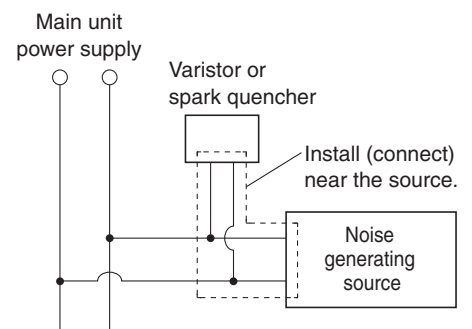 Main unit
power supply
Varistor or
spark quencher
Install (connect)
near the source.
Noise
generating
source